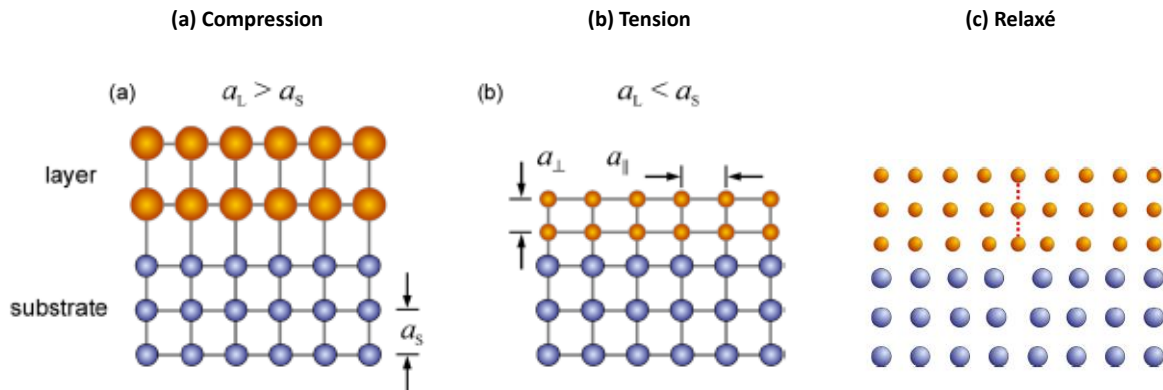 (a) Compression
(b) Tension
(c) Relaxé
(a) a_L > a_S
(b) a_L < a_S
layer
a_⊥
a_∥
substrate
a_S